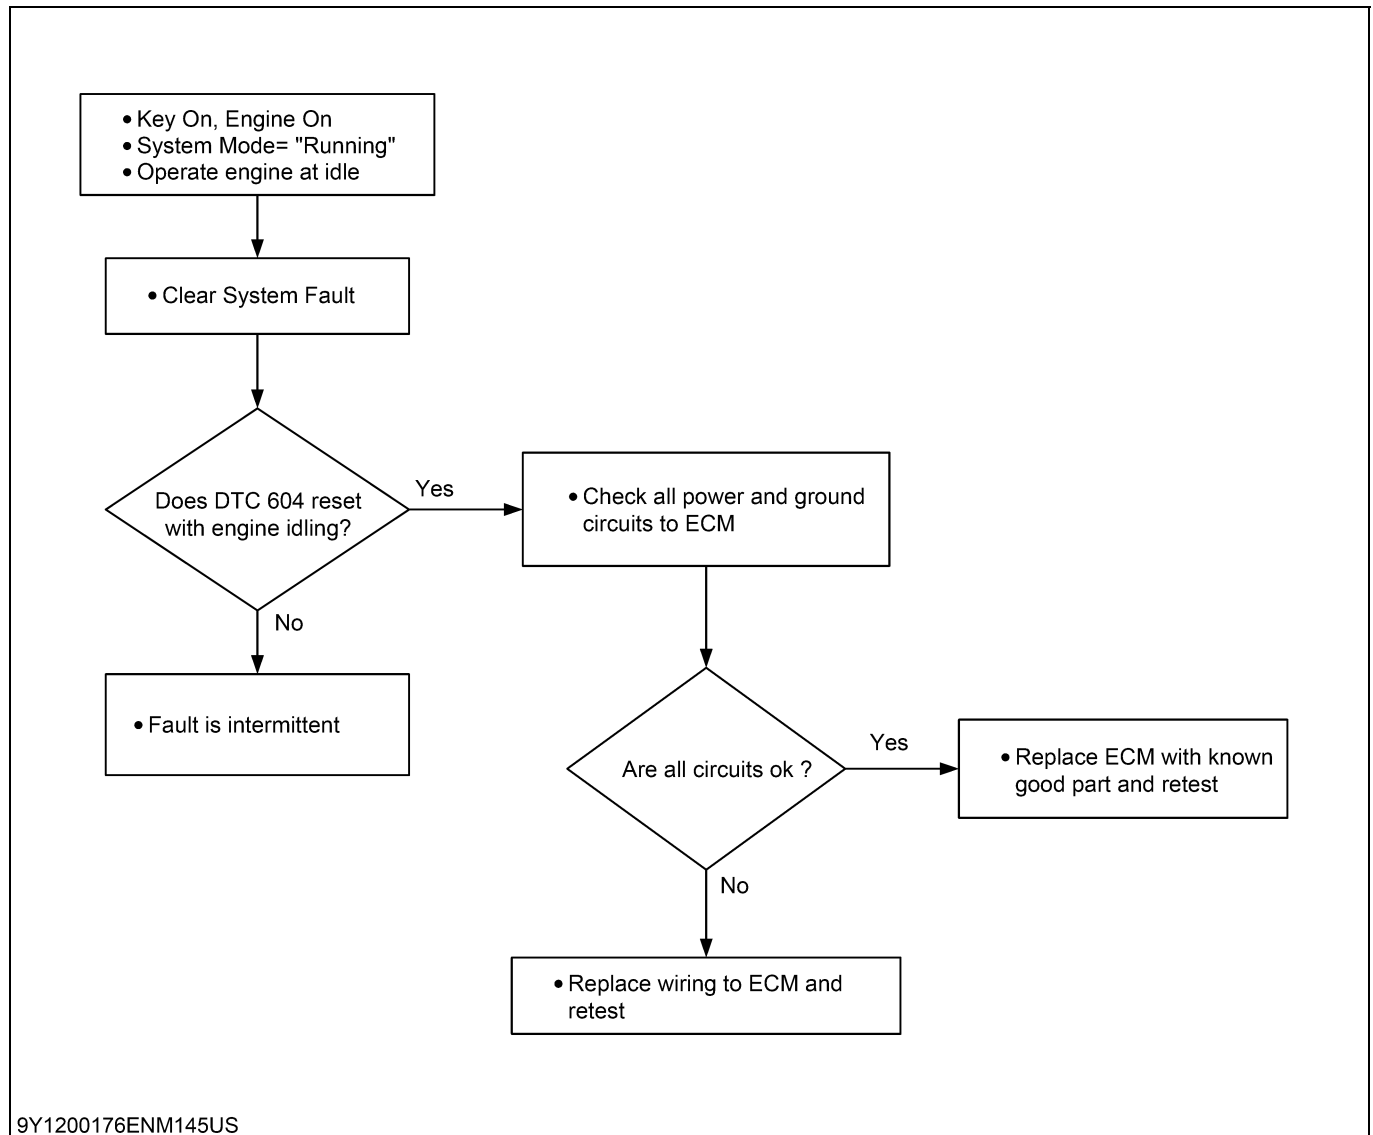 • Key On, Engine On
• System Mode= "Running"
• Operate engine at idle
• Clear System Fault
Does DTC 604 reset
with engine idling?
Yes
No
• Fault is intermittent
• Check all power and ground
circuits to ECM
Are all circuits ok ?
Yes
No
• Replace ECM with known
good part and retest
• Replace wiring to ECM and
retest
9Y1200176ENM145US